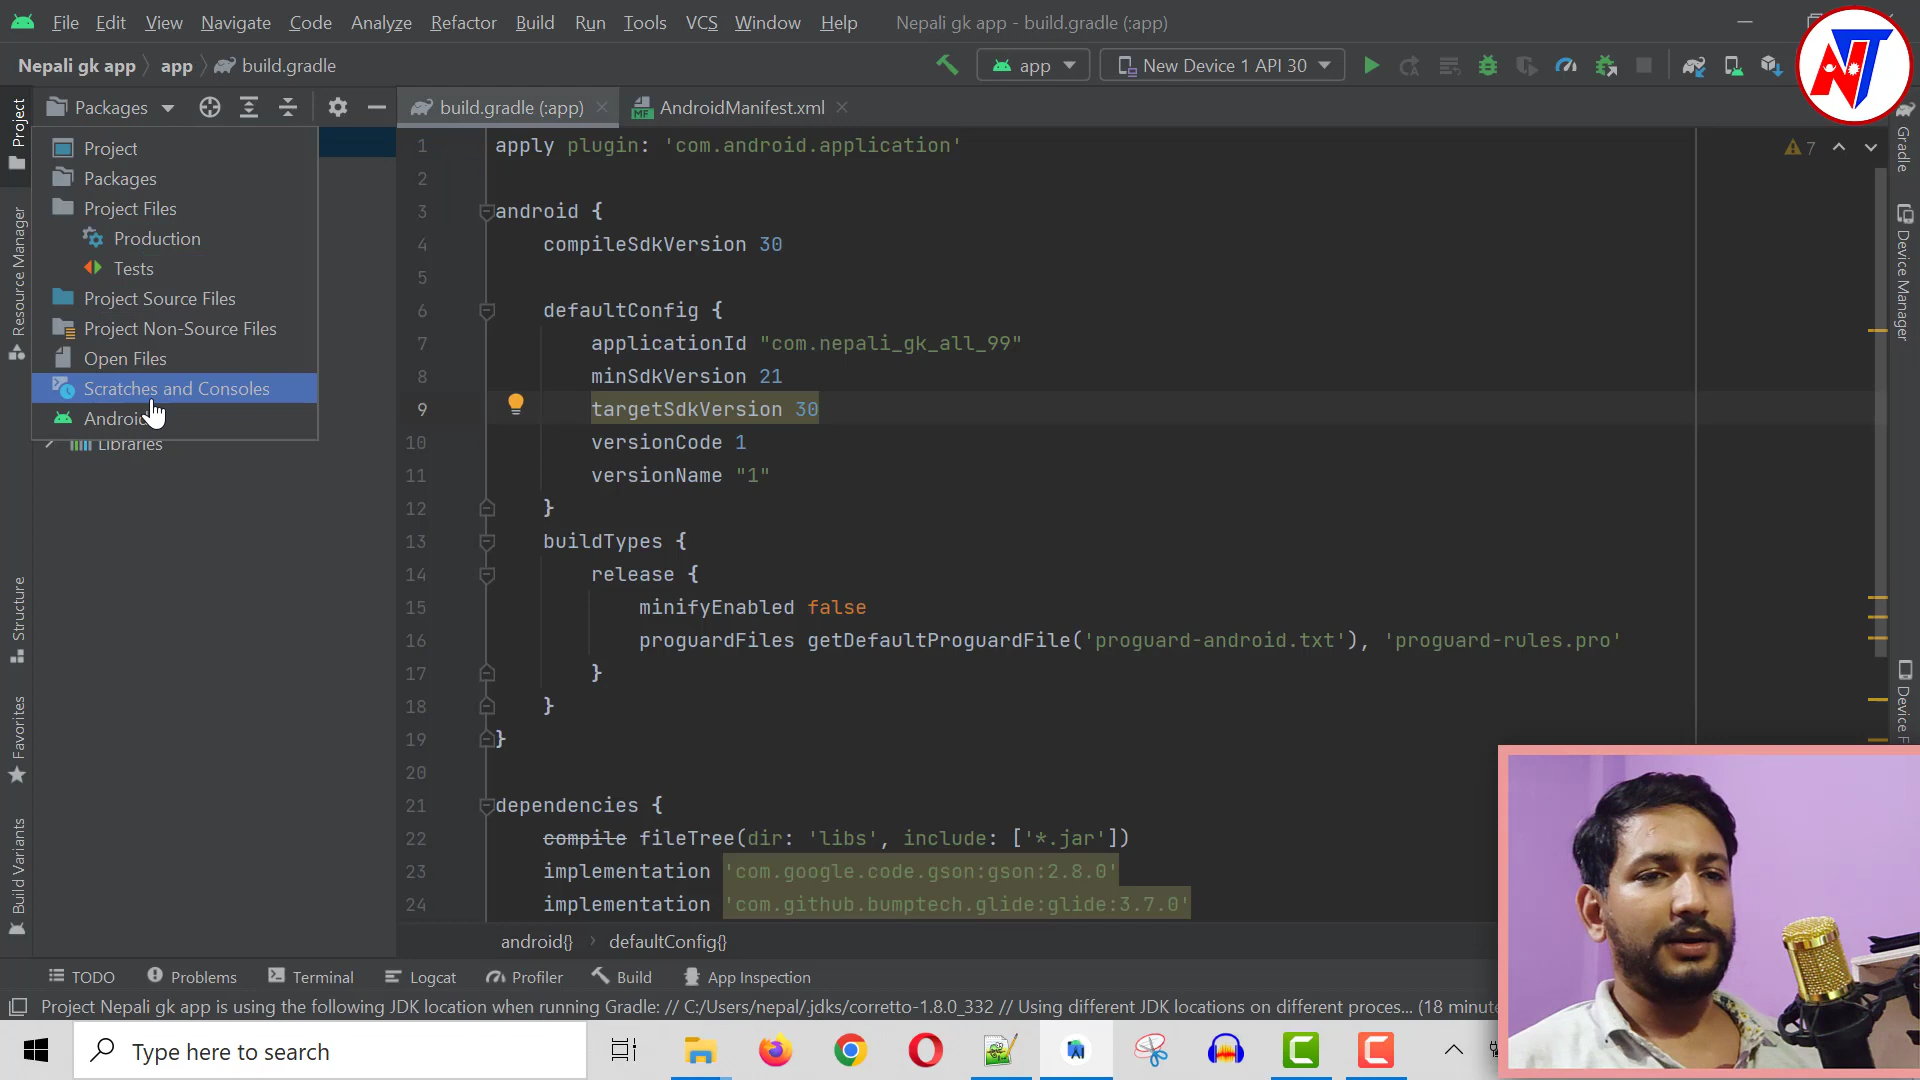 File Edit View Navigate Code Analyze Refactor Build Run Tools VCS Window Help Nepali gk app - build.gradle (:app)
Nepali gk app app build.gradle app New Device 1 API 30
NT
Project
Packages
build.gradle (:app)
AndroidManifest.xml
Project
Packages
Project Files
Production
Tests
Project Source Files
Project Non-Source Files
Open Files
Scratches and Consoles
Android
Libraries
Resource Manager
Structure
Favorites
Build Variants
1 apply plugin: 'com.android.application'
2
3 android {
4 compileSdkVersion 30
5
6 defaultConfig {
7 applicationId "com.nepali_gk_all_99"
8 minSdkVersion 21
9 targetSdkVersion 30
10 versionCode 1
11 versionName "1"
12 }
13 buildTypes {
14 release {
15 minifyEnabled false
16 proguardFiles getDefaultProguardFile('proguard-android.txt'), 'proguard-rules.pro'
17 }
18 }
19 }
20
21 dependencies {
22 compile fileTree(dir: 'libs', include: ['*.jar'])
23 implementation 'com.google.code.gson:gson:2.8.0'
24 implementation 'com.github.bumptech.glide:glide:3.7.0'
7
Gradle
Device Manager
Device F
android{} defaultConfig{}
TODO Problems Terminal Logcat Profiler Build App Inspection
Project Nepali gk app is using the following JDK location when running Gradle: // C:/Users/nepal/.jdks/corretto-1.8.0_332 // Using different JDK locations on different proces... (18 minute
Type here to search